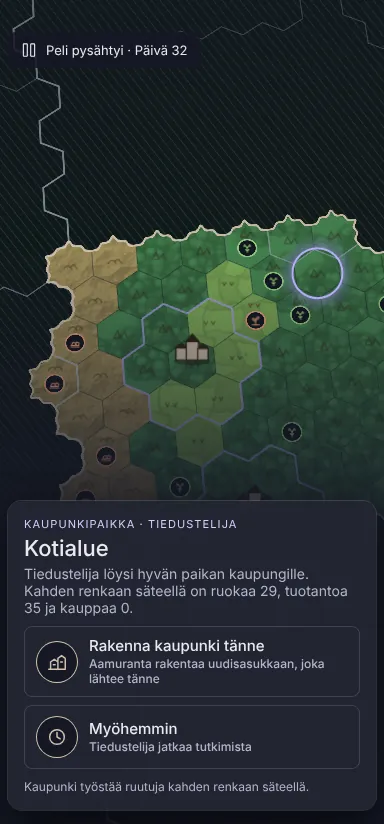 Peli pysähtyi · Päivä 32
KAUPUNKIPAIKKA · TIEDUSTELIJA
Kotialue
Tiedustelija löysi hyvän paikan kaupungille.
Kahden renkaan säteellä on ruokaa 29, tuotantoa
35 ja kauppaa 0.
Rakenna kaupunki tänne
Aamuranta rakentaa uudisasukkaan, joka
lähtee tänne
Myöhemmin
Tiedustelija jatkaa tutkimista
Kaupunki työstää ruutuja kahden renkaan säteellä.